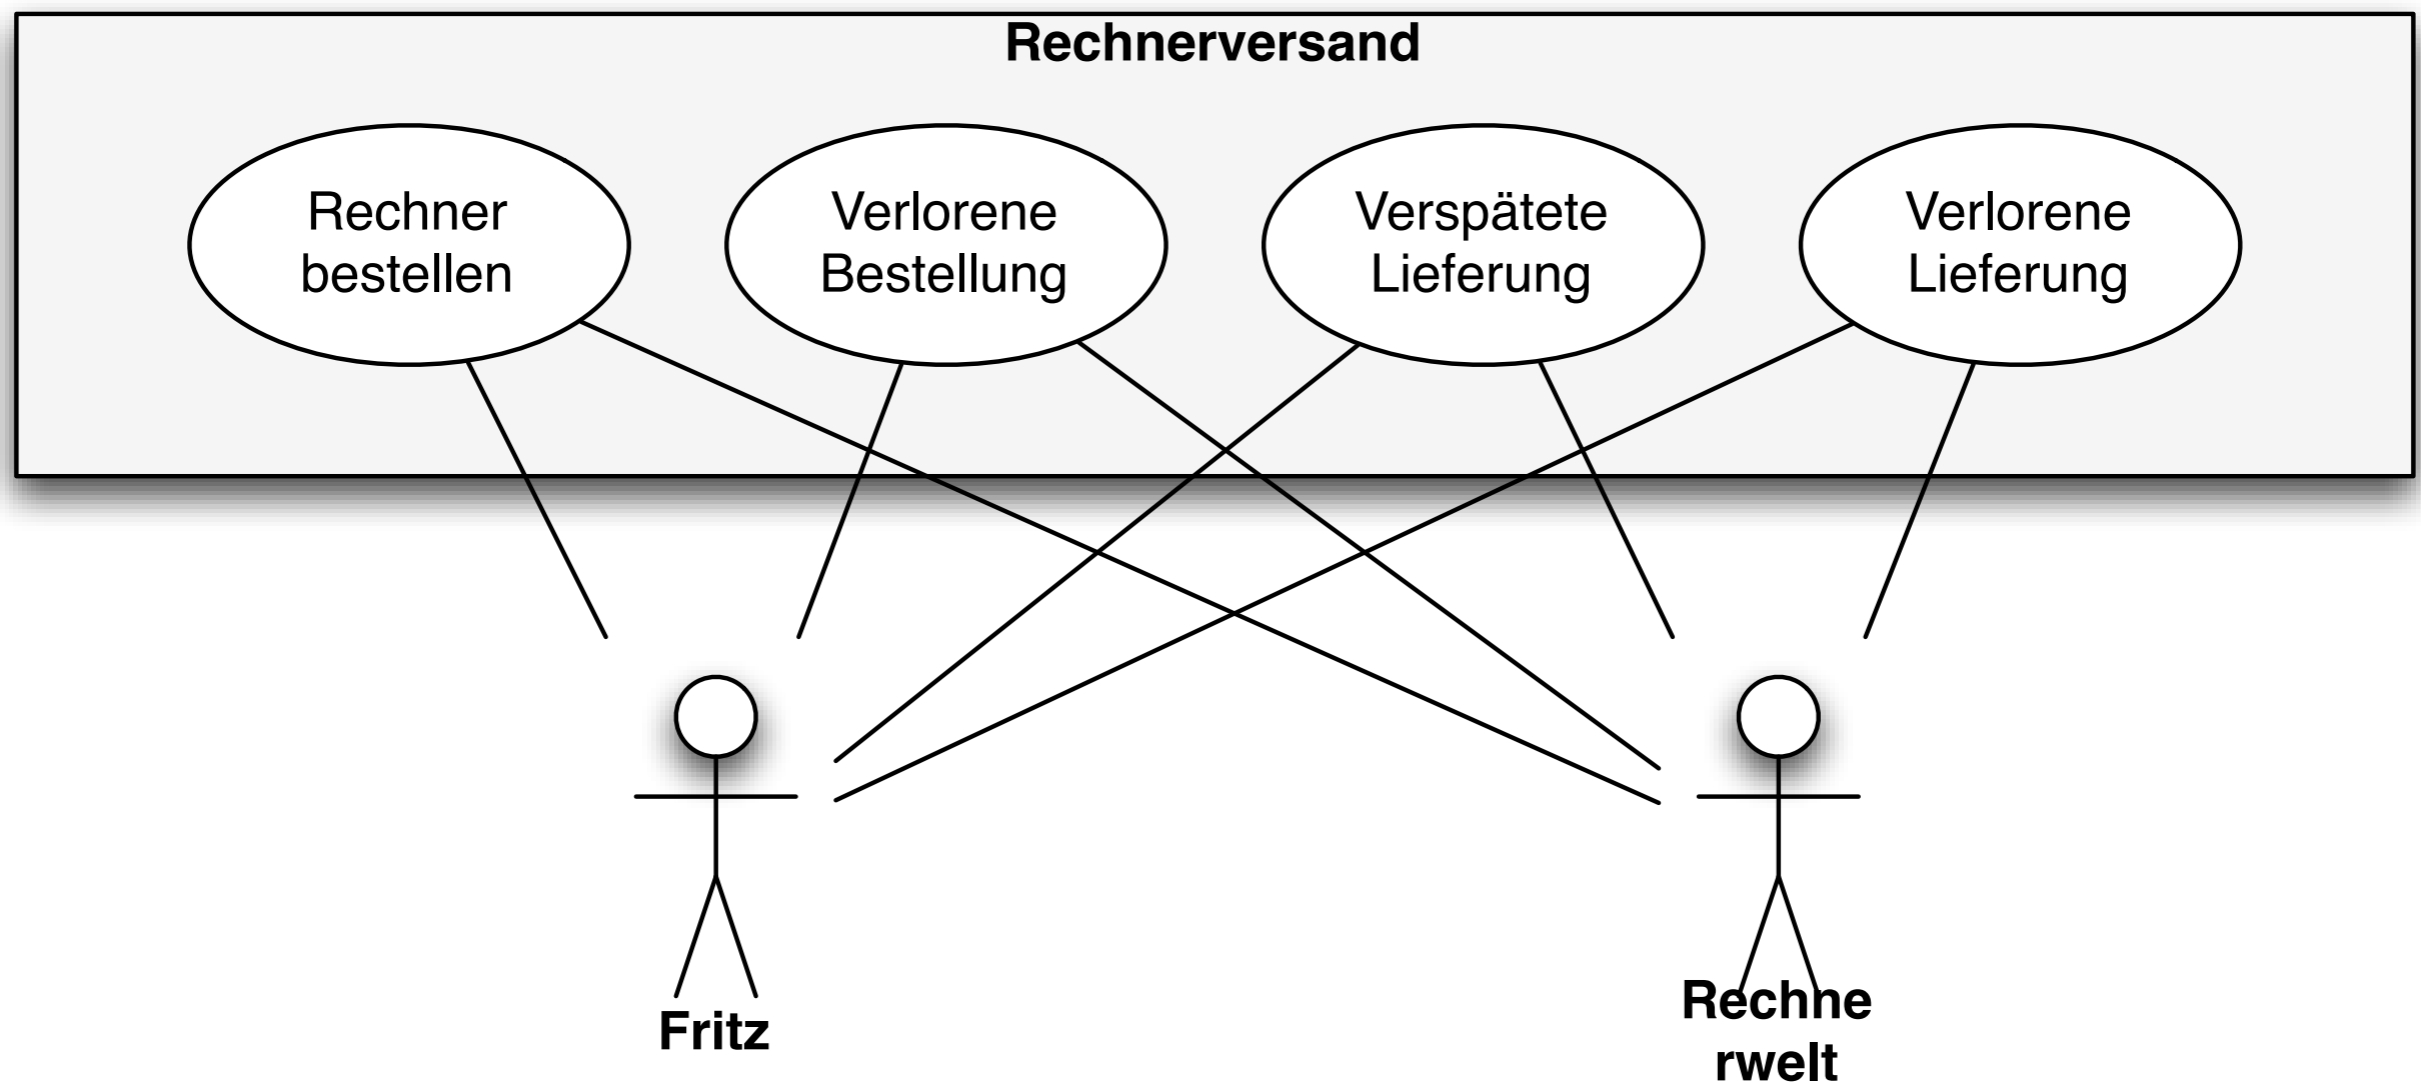 Rechnerversand
Rechner
bestellen
Verlorene
Bestellung
Verspätete
Lieferung
Verlorene
Lieferung
Fritz
Rechne
rwelt